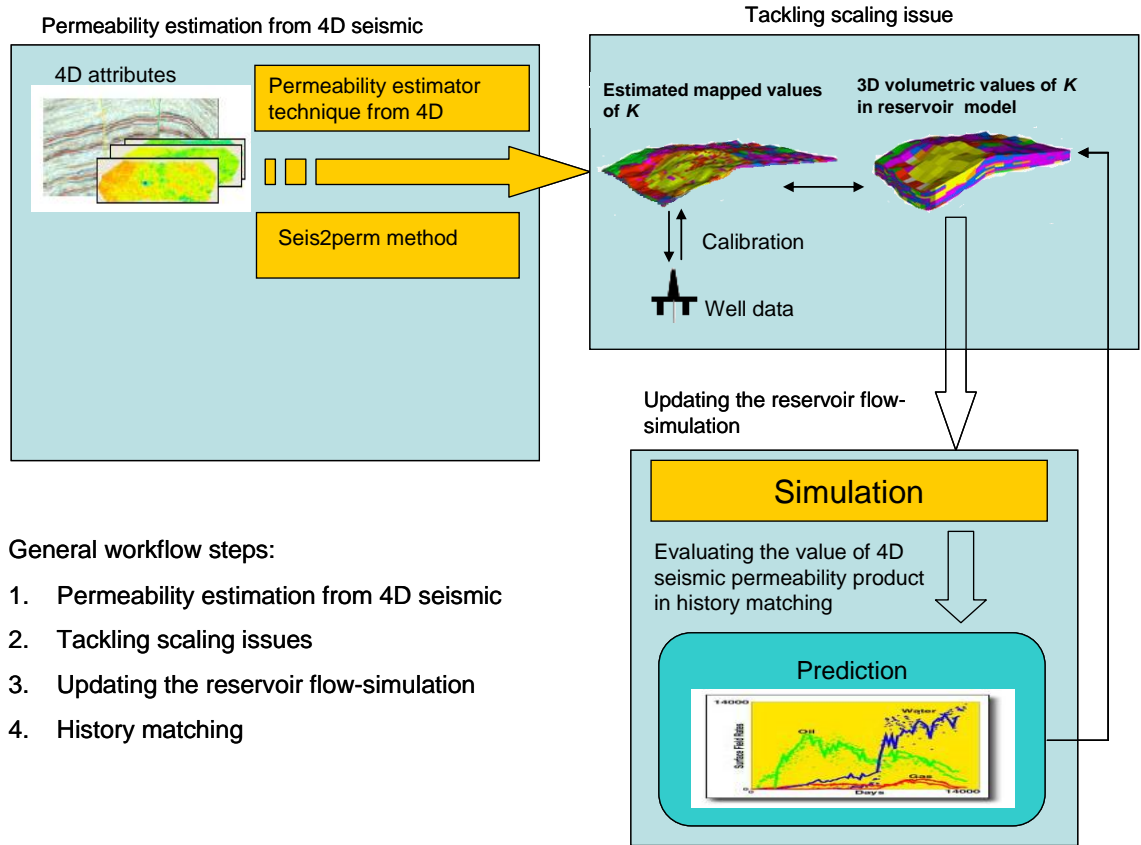 Permeability estimation from 4D seismic
4D attributes
Permeability estimator
technique from 4D
Seis2perm method
Tackling scaling issue
Estimated mapped values
of K
3D volumetric values of K
in reservoir model
Calibration
Well data
Updating the reservoir flow-
simulation
Simulation
Evaluating the value of 4D
seismic permeability product
in history matching
Prediction
14000
Surface Field Rates
Oil
Water
Gas
0
0
Days
14000
General workflow steps:
1. Permeability estimation from 4D seismic
2. Tackling scaling issues
3. Updating the reservoir flow-simulation
4. History matching